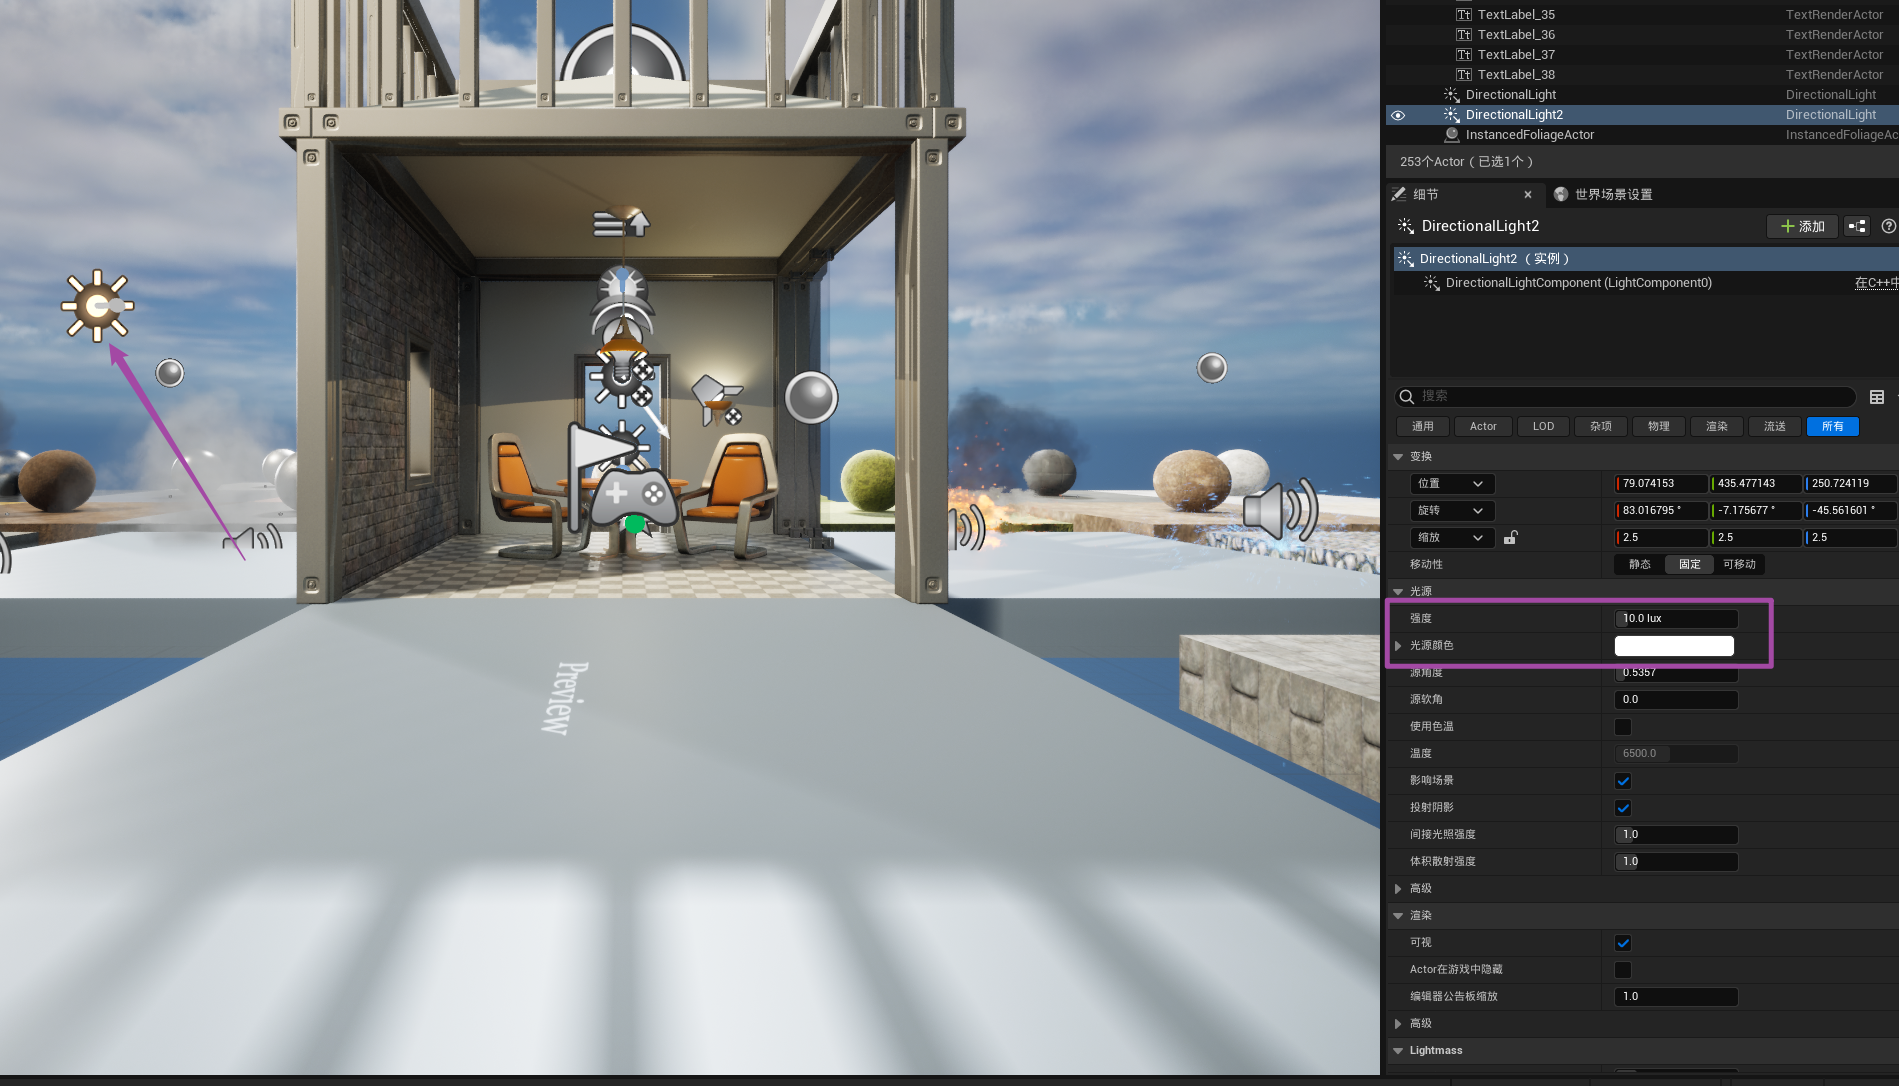 TextLabel_35 TextRenderActor
TextLabel_36 TextRenderActor
TextLabel_37 TextRenderActor
TextLabel_38 TextRenderActor
DirectionalLight DirectionalLight
DirectionalLight2 DirectionalLight
InstancedFoliageActor InstancedFoliageAc
253个Actor（已选1个）
细节 世界场景设置
DirectionalLight2 添加
DirectionalLight2 （实例）
DirectionalLightComponent (LightComponent0) 在C++中
搜索
通用 Actor LOD 杂项 物理 渲染 流送 所有
变换
位置 79.074153 435.477143 250.724119
旋转 83.016795 ° -7.175677 ° -45.561601 °
缩放 2.5 2.5 2.5
移动性 静态 固定 可移动
光源
强度 10.0 lux
光源颜色
源角度 0.5357
源软角 0.0
使用色温
温度 6500.0
影响场景
投射阴影
间接光照强度 1.0
体积散射强度 1.0
高级
渲染
可视
Actor在游戏中隐藏
编辑器公告板缩放 1.0
高级
Lightmass
Preview